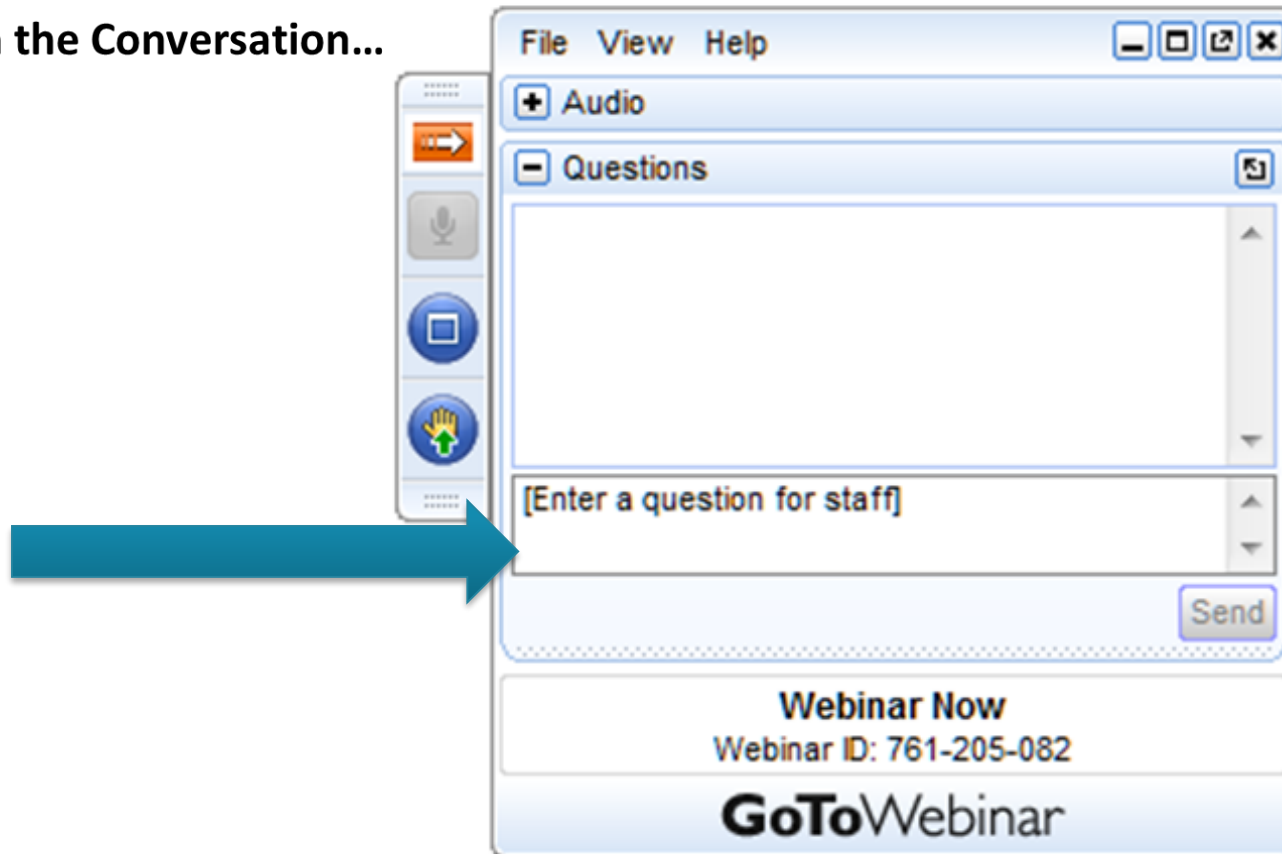 the Conversation...
File View Help
Audio
Questions
[Enter a question for staff]
Send
Webinar Now
Webinar ID: 761-205-082
GoToWebinar